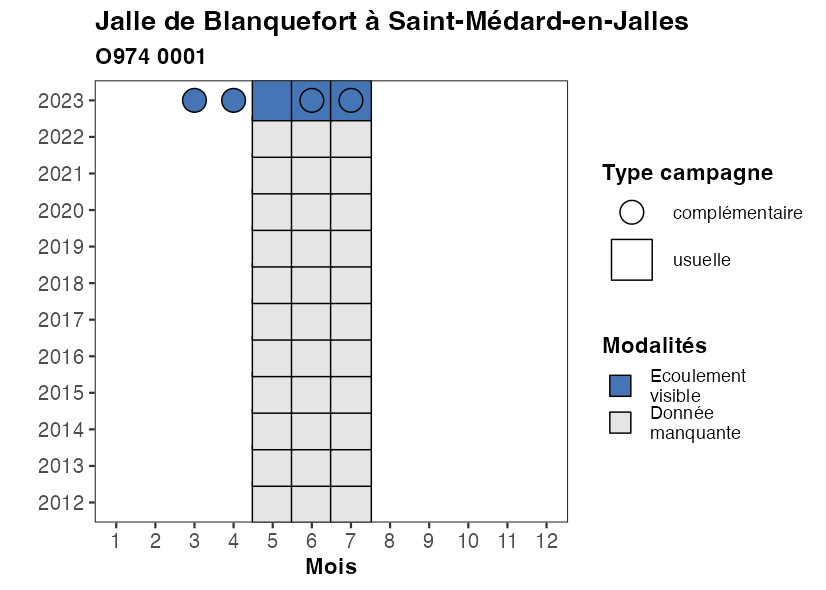 Jalle de Blanquefort à Saint-Médard-en-Jalles
O974 0001
2023
2022
2021
2020
2019
2018
2017
2016
2015
2014
2013
2012
1 2 3 4 5 6 7 8 9 10 11 12
Mois
Type campagne
complémentaire
usuelle
Modalités
Ecoulement
visible
Donnée
manquante